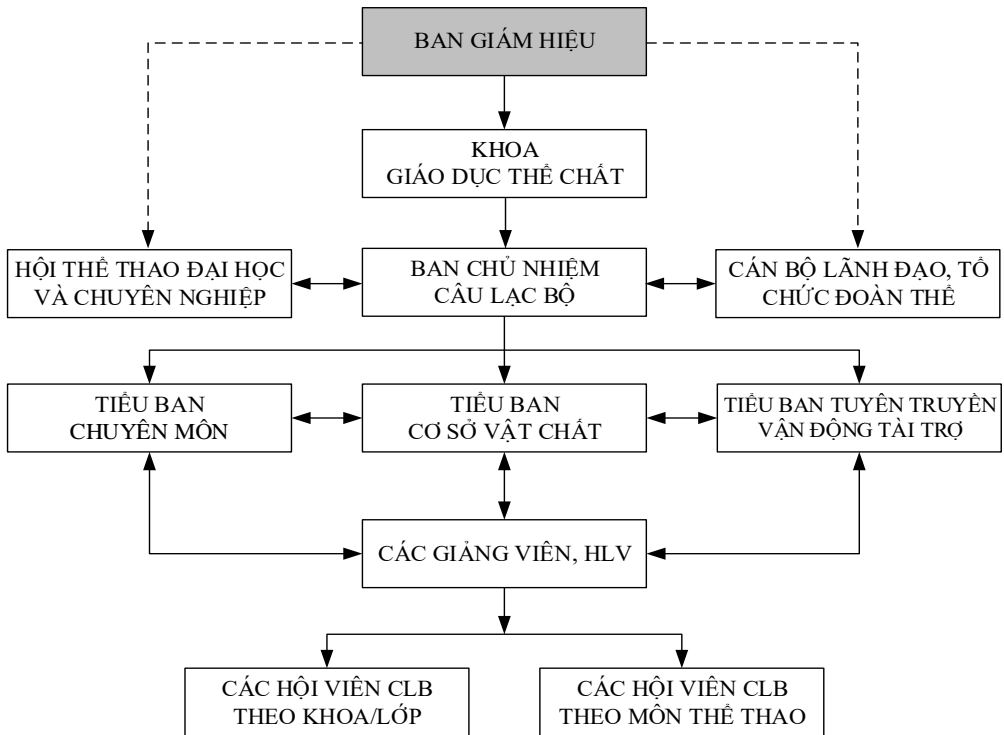 BAN GIÁM HIỆU
KHOA
GIÁO DỤC THỂ CHẤT
HỘI THỂ THAO ĐẠI HỌC
VÀ CHUYÊN NGHIỆP
BAN CHỦ NHIỆM
CÂU LẠC BỘ
CÁN BỘ LÃNH ĐẠO, TỔ
CHỨC ĐOÀN THỂ
TIỂU BAN
CHUYÊN MÔN
TIỂU BAN
CƠ SỞ VẬT CHẤT
TIỂU BAN TUYÊN TRUYỀN
VẬN ĐỘNG TÀI TRỢ
CÁC GIẢNG VIÊN, HLV
CÁC HỘI VIÊN CLB
THEO KHOA/LỚP
CÁC HỘI VIÊN CLB
THEO MÔN THỂ THAO